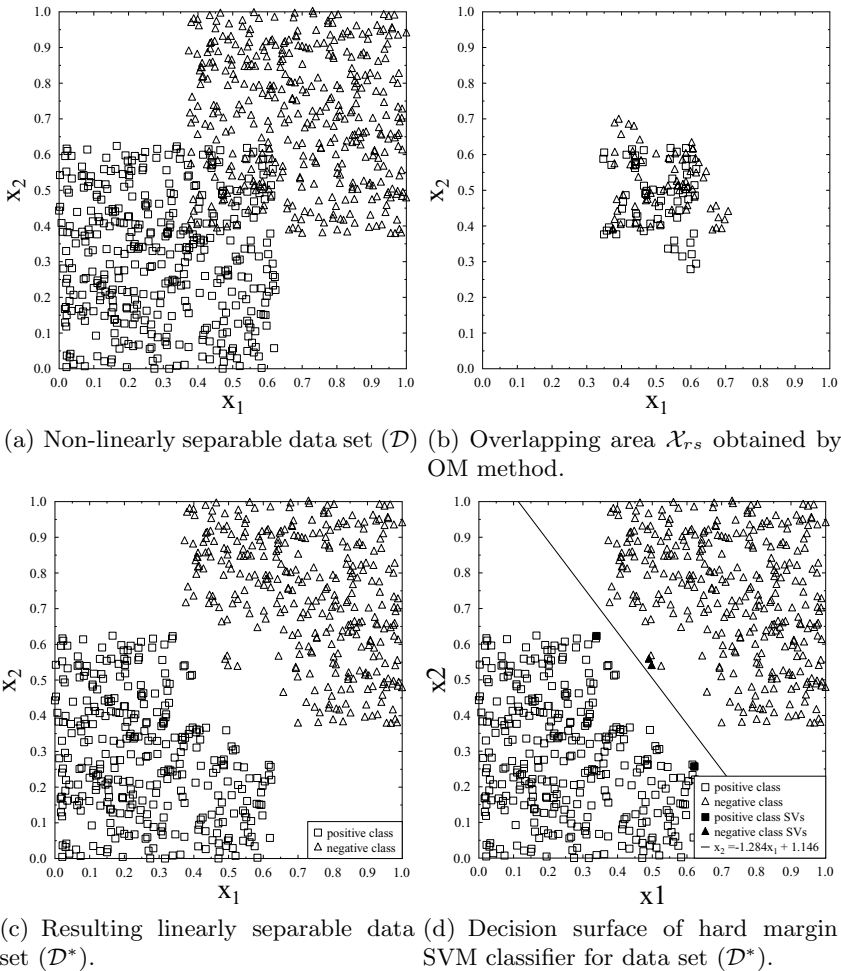 1.0
0.9
0.8
0.7
0.6
0.5
0.4
0.3
0.2
0.1
0.0
x₂
0.0 0.1 0.2 0.3 0.4 0.5 0.6 0.7 0.8 0.9 1.0
x₁
1.0
0.9
0.8
0.7
0.6
0.5
0.4
0.3
0.2
0.1
0.0
x₂
0.0 0.1 0.2 0.3 0.4 0.5 0.6 0.7 0.8 0.9 1.0
x₁
(a) Non-linearly separable data set (𝒟)
(b) Overlapping area 𝒳ᵣₛ obtained by
OM method.
1.0
0.9
0.8
0.7
0.6
0.5
0.4
0.3
0.2
0.1
0.0
x₂
0.0 0.1 0.2 0.3 0.4 0.5 0.6 0.7 0.8 0.9 1.0
x₁
positive class
negative class
1.0
0.9
0.8
0.7
0.6
0.5
0.4
0.3
0.2
0.1
0.0
x2
0.0 0.1 0.2 0.3 0.4 0.5 0.6 0.7 0.8 0.9 1.0
x1
positive class
negative class
positive class SVs
negative class SVs
x₂ =-1.284x₁ + 1.146
(c) Resulting linearly separable data
set (𝒟*).
(d) Decision surface of hard margin
SVM classifier for data set (𝒟*).